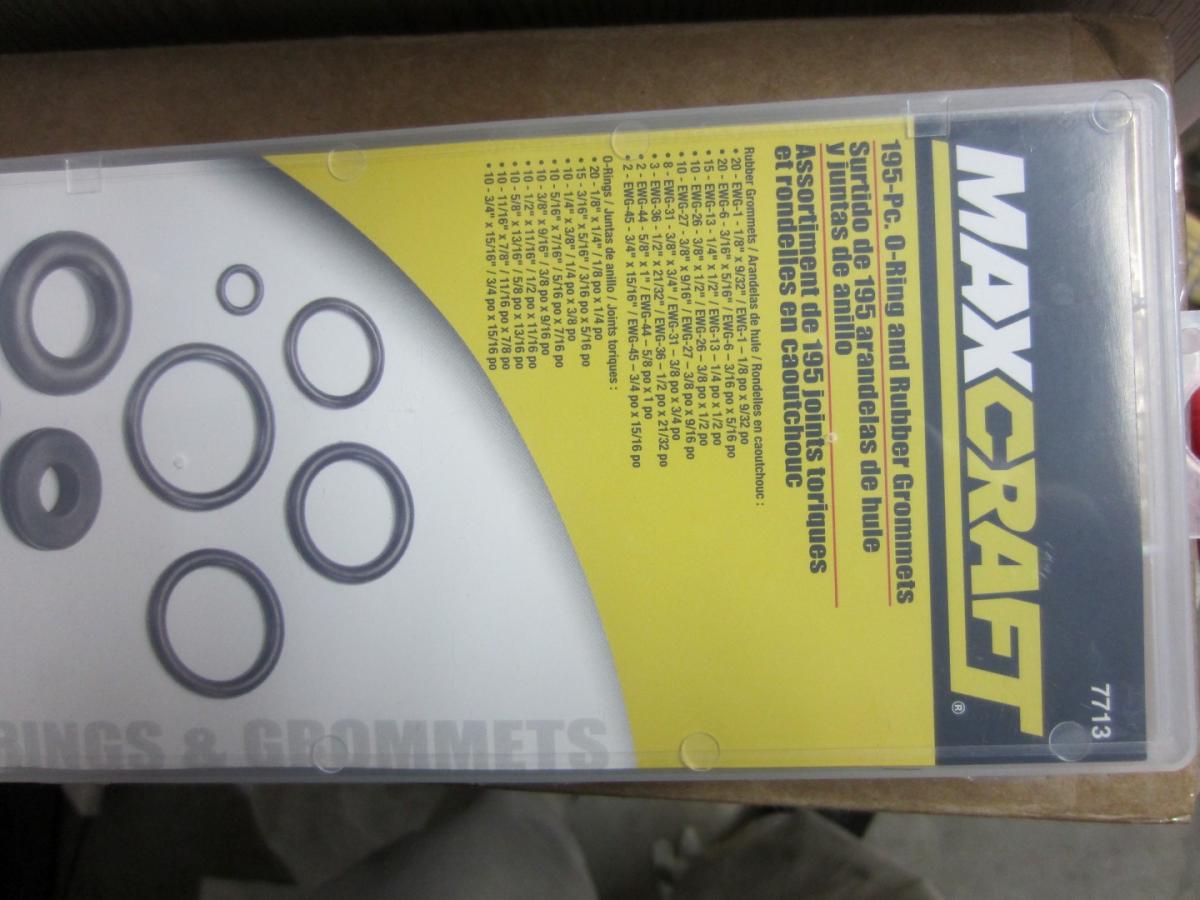 MAXCRAFT®
7713
195-Pc. O-Ring and Rubber Grommets
Surtido de 195 arandelas de hule
y juntas de anillo
Assortiment de 195 joints toriques
et rondelles en caoutchouc
Rubber Grommets / Arandelas de hule / Rondelles en caoutchouc :
• 20 - EWG-1 - 1/8" x 9/32" / EWG-1 – 1/8 po x 9/32 po
• 20 - EWG-6 - 3/16" x 5/16" / EWG-6 – 3/16 po x 5/16 po
• 15 - EWG-13 - 1/4" x 1/2" / EWG-13 – 1/4 po x 1/2 po
• 10 - EWG-26 - 3/8" x 1/2" / EWG-26 – 3/8 po x 1/2 po
• 10 - EWG-27 - 3/8" x 9/16" / EWG-27 – 3/8 po x 9/16 po
• 8 - EWG-31 - 3/8" x 3/4" / EWG-31 – 3/8 po x 3/4 po
• 3 - EWG-36 - 1/2" x 21/32" / EWG-36 – 1/2 po x 21/32 po
• 2 - EWG-44 - 5/8" x 1" / EWG-44 – 5/8 po x 1 po
• 2 - EWG-45 - 3/4" x 15/16" / EWG-45 – 3/4 po x 15/16 po
O-Rings / Juntas de anillo / Joints toriques :
• 20 - 1/8" x 1/4" / 1/8 po x 1/4 po
• 15 - 3/16" x 5/16" / 3/16 po x 5/16 po
• 10 - 1/4" x 3/8" / 1/4 po x 3/8 po
• 10 - 5/16" x 7/16" / 5/16 po x 7/16 po
• 10 - 3/8" x 9/16" / 3/8 po x 9/16 po
• 10 - 1/2" x 11/16" / 1/2 po x 11/16 po
• 10 - 5/8" x 13/16" / 5/8 po x 13/16 po
• 10 - 11/16" x 7/8" / 11/16 po x 7/8 po
• 10 - 3/4" x 15/16" / 3/4 po x 15/16 po
RINGS & GROMMETS